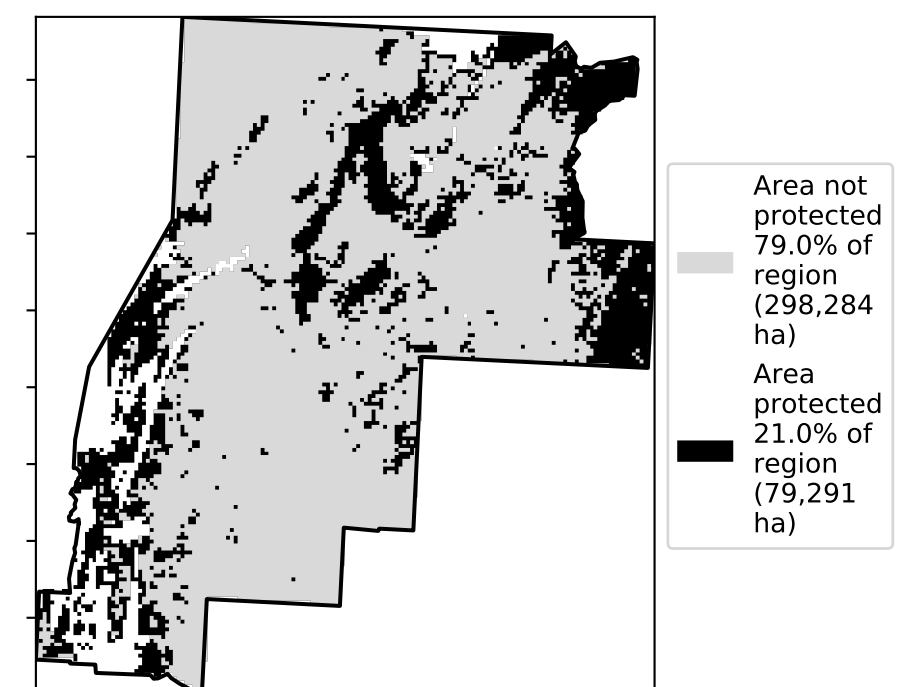 Area not
protected
79.0% of
region
(298,284
ha)
Area
protected
21.0% of
region
(79,291
ha)